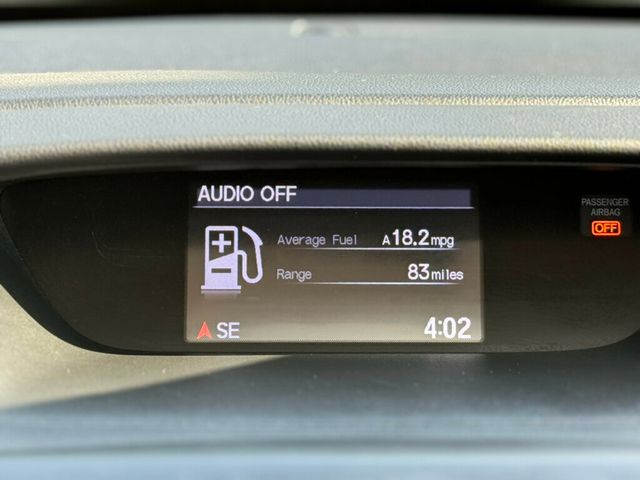 AUDIO OFF
PASSENGER
AIRBAG
OFF
Average Fuel A18.2mpg
Range 83miles
SE 4:02